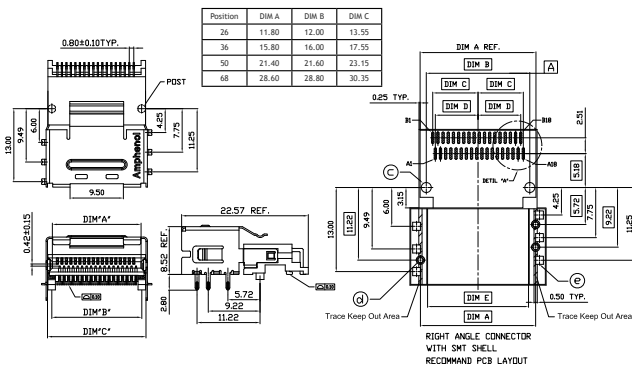 Position DIM A DIM B DIM C
26 11.80 12.00 13.55
36 15.80 16.00 17.55
50 21.40 21.60 23.15
68 28.60 28.80 30.35
0.80±0.10TYP.
POST
13.00
9.49
6.00
4.25
7.75
11.25
Amphenol
9.50
0.42±0.15
DIM"A"
DIM"B"
DIM"C"
22.57 REF.
8.52 REF.
2.80
5.72
9.22
11.22
DIM A REF.
DIM B
A
DIM C DIM C
0.25 TYP.
DIM D DIM D
B1
B18
A1
A18
DETIL "A"
2.51
5.18
c
13.00
11.22
9.49
6.00
3.15
4.25
5.72
7.75
9.22
11.25
d
e
DIM E
0.50 TYP.
Trace Keep Out Area
DIM A
Trace Keep Out Area
RIGHT ANGLE CONNECTOR
WITH SMT SHELL
RECOMMAND PCB LAYOUT